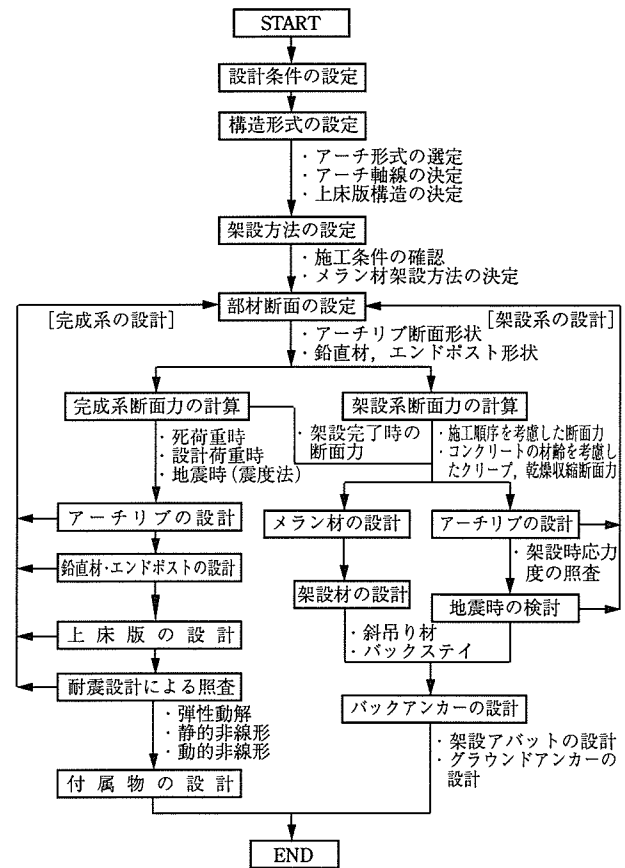 START
設計条件の設定
構造形式の設定
・アーチ形式の選定
・アーチ軸線の決定
・上床版構造の決定
架設方法の設定
・施工条件の確認
・メラン材架設方法の決定
部材断面の設定
[完成系の設計]
[架設系の設計]
・アーチリブ断面形状
・鉛直材，エンドポスト形状
完成系断面力の計算
・死荷重時
・設計荷重時
・地震時(震度法)
・架設完了時の
断面力
アーチリブの設計
鉛直材・エンドポストの設計
上床版の設計
耐震設計による照査
・弾性動解
・静的非線形
・動的非線形
付属物の設計
架設系断面力の計算
・施工順序を考慮した断面力
・コンクリートの材齢を考慮し
たクリープ，乾燥収縮断面力
メラン材の設計
架設材の設計
アーチリブの設計
・架設時応力
度の照査
地震時の検討
・斜吊り材
・バックステイ
バックアンカーの設計
・架設アバットの設計
・グラウンドアンカーの
設計
END